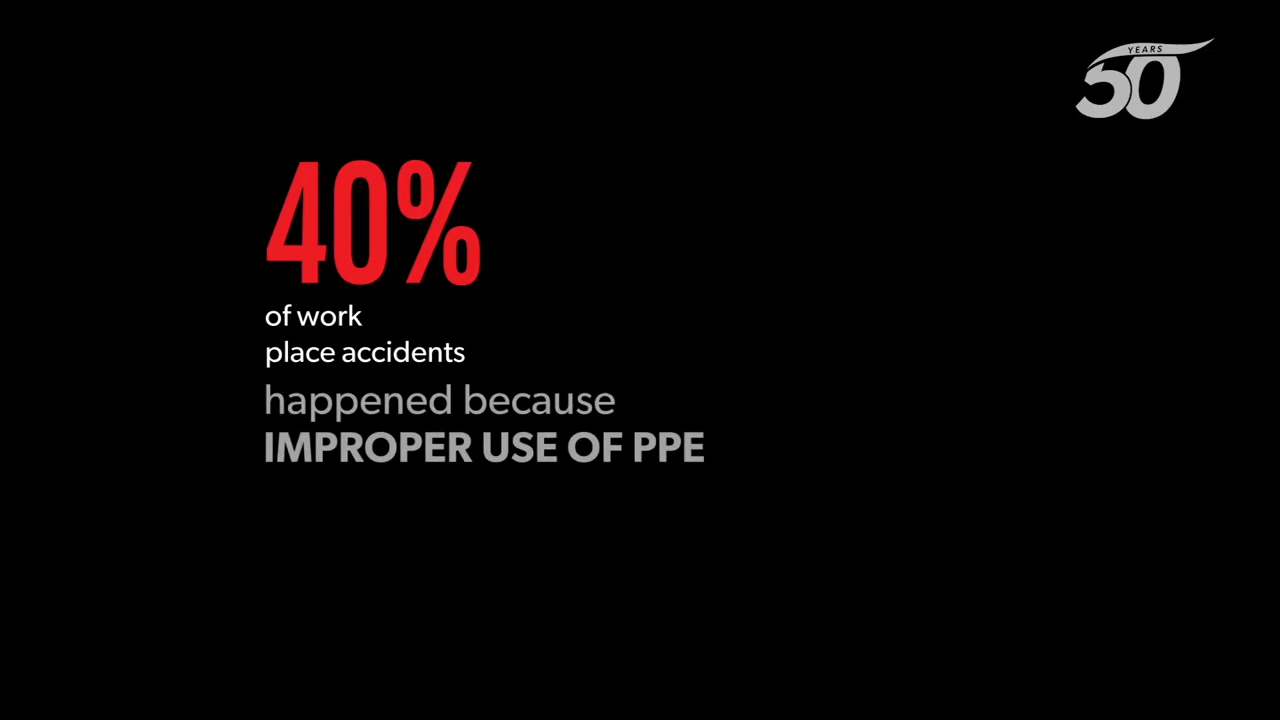 YEARS
50
40%
of work
place accidents
happened because
IMPROPER USE OF PPE